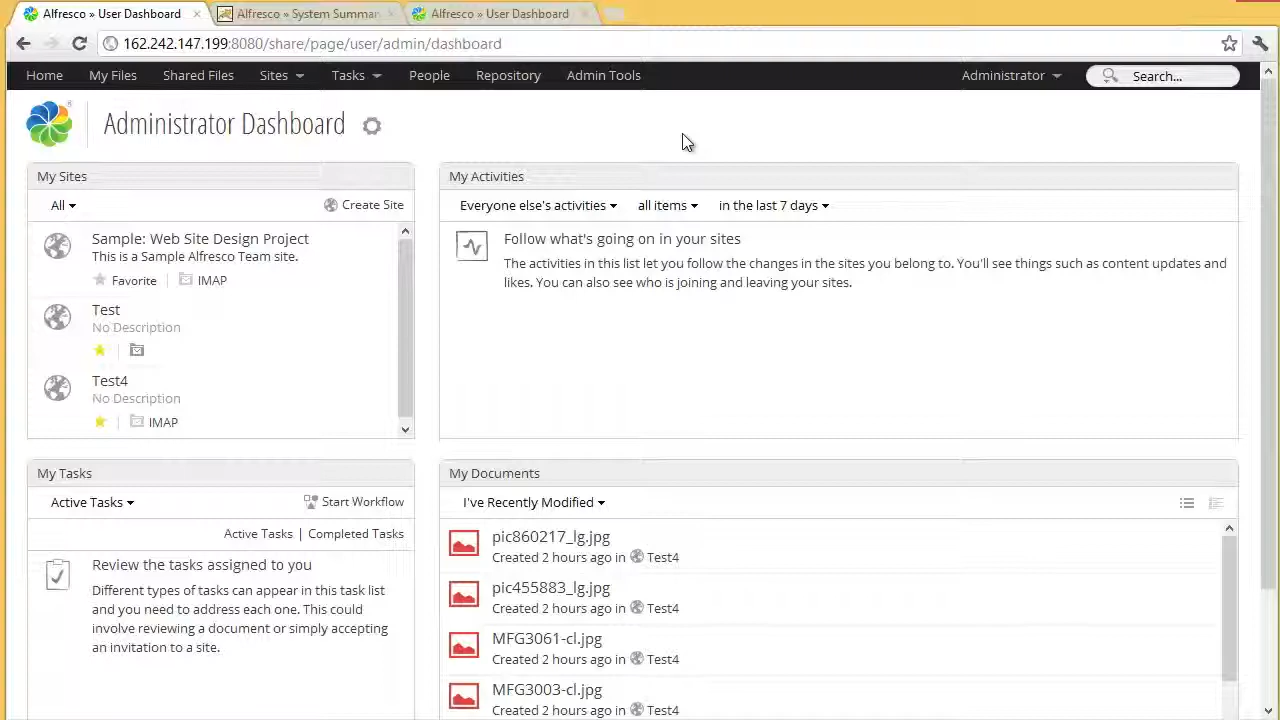 Alfresco » User Dashboard
Alfresco » System Summar
Alfresco » User Dashboard
162.242.147.199:8080/share/page/user/admin/dashboard
Home My Files Shared Files Sites Tasks People Repository Admin Tools Administrator Search...
Administrator Dashboard
My Sites
All Create Site
Sample: Web Site Design Project
This is a Sample Alfresco Team site.
Favorite IMAP
Test
No Description
Test4
No Description
IMAP
My Activities
Everyone else's activities all items in the last 7 days
Follow what's going on in your sites
The activities in this list let you follow the changes in the sites you belong to. You'll see things such as content updates and
likes. You can also see who is joining and leaving your sites.
My Tasks
Active Tasks Start Workflow
Active Tasks | Completed Tasks
Review the tasks assigned to you
Different types of tasks can appear in this task list
and you need to address each one. This could
involve reviewing a document or simply accepting
an invitation to a site.
My Documents
I've Recently Modified
pic860217_lg.jpg
Created 2 hours ago in Test4
pic455883_lg.jpg
Created 2 hours ago in Test4
MFG3061-cl.jpg
Created 2 hours ago in Test4
MFG3003-cl.jpg
Created 2 hours ago in Test4